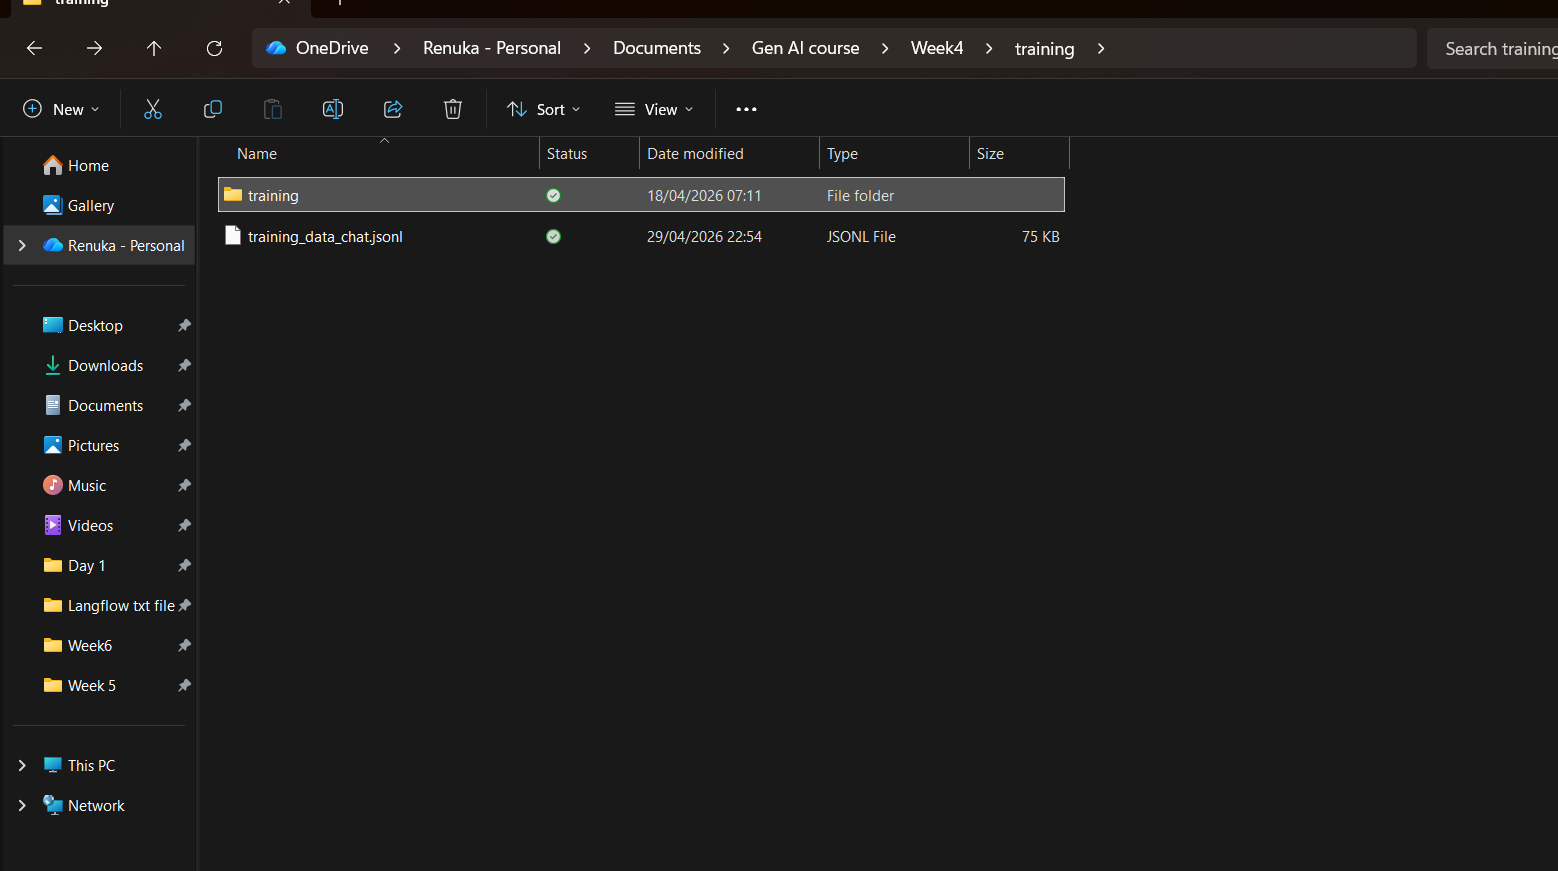 training
OneDrive > Renuka - Personal > Documents > Gen AI course > Week4 > training >
Search training
New
Sort
View
Name Status Date modified Type Size
training 18/04/2026 07:11 File folder
training_data_chat.jsonl 29/04/2026 22:54 JSONL File 75 KB
Home
Gallery
Renuka - Personal
Desktop
Downloads
Documents
Pictures
Music
Videos
Day 1
Langflow txt file
Week6
Week 5
This PC
Network